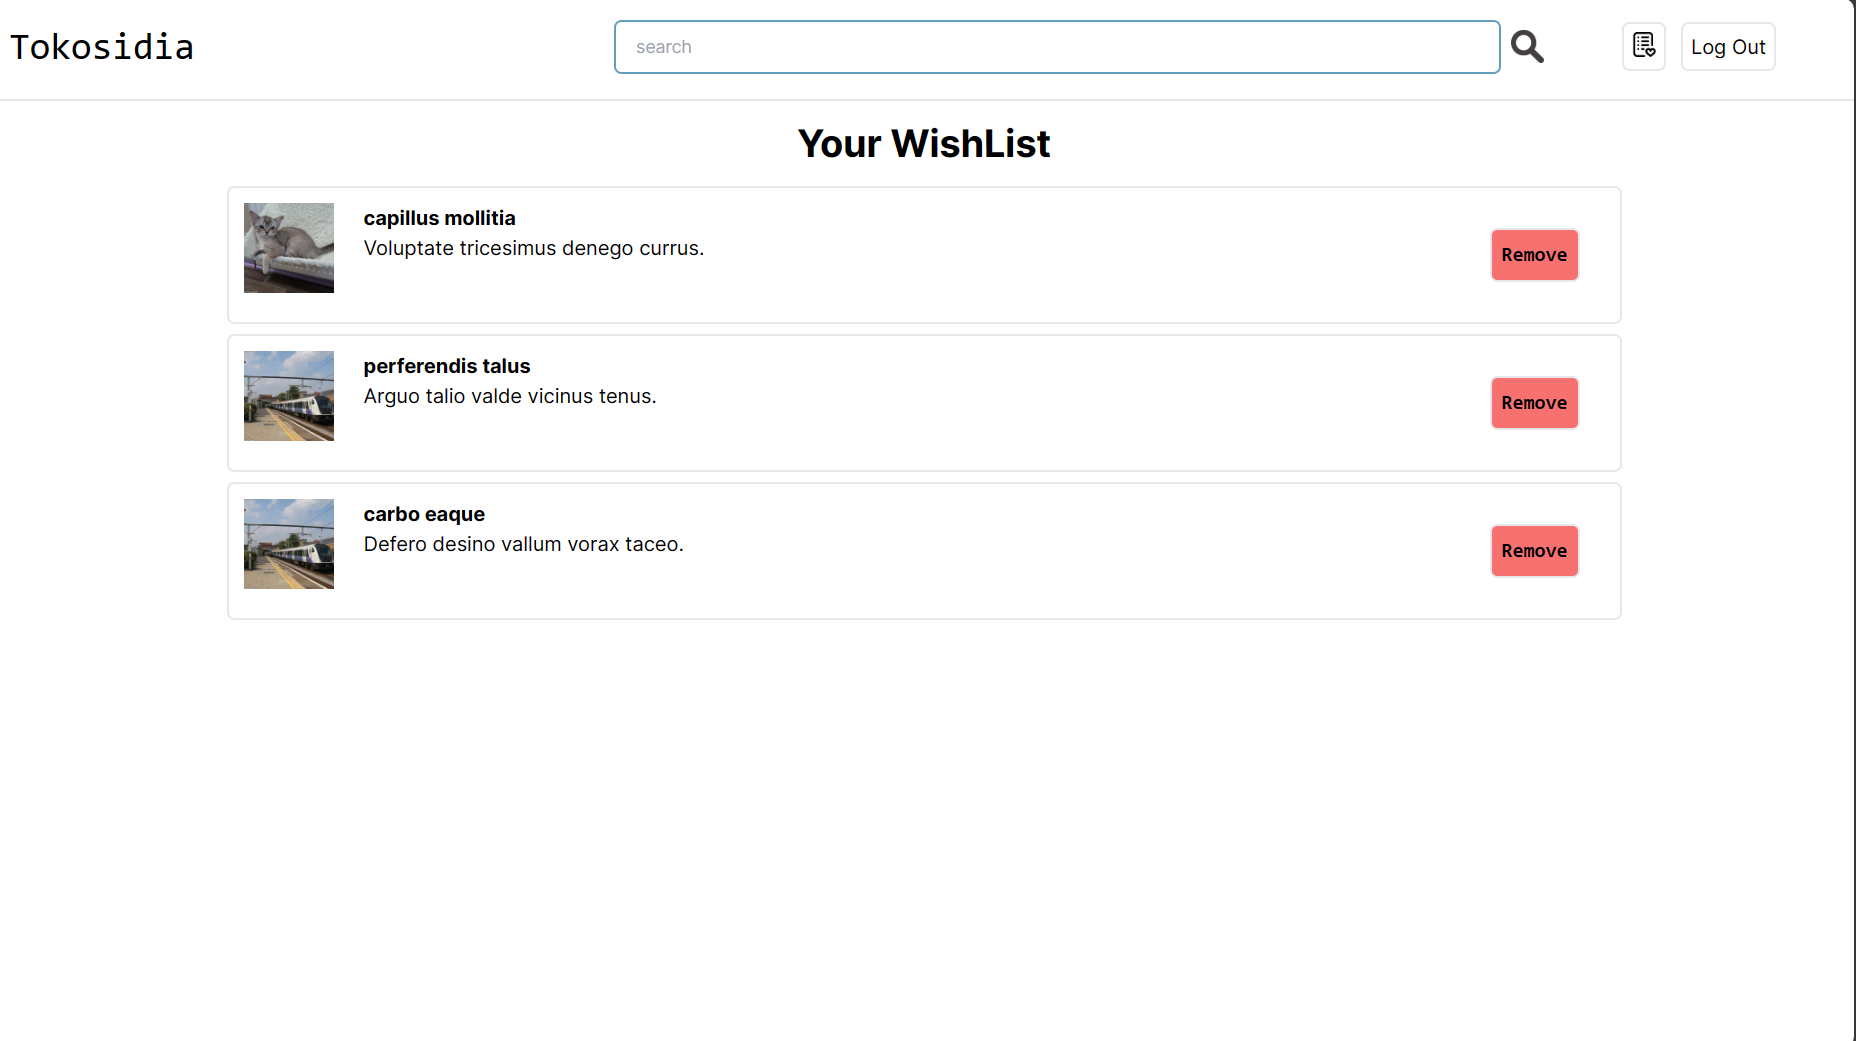 Tokosidia
search
Log Out
Your WishList
capillus mollitia
Voluptate tricesimus denego currus.
Remove
perferendis talus
Arguo talio valde vicinus tenus.
Remove
carbo eaque
Defero desino vallum vorax taceo.
Remove